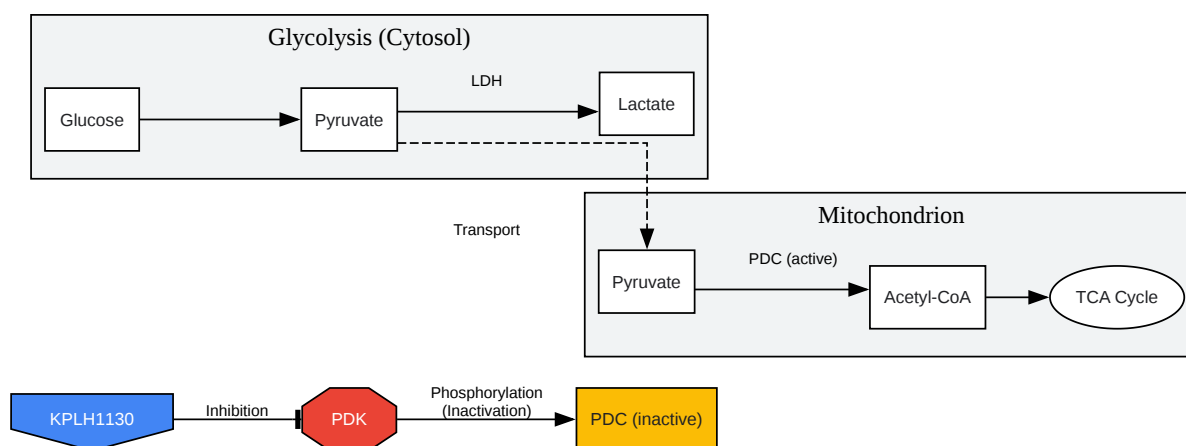 Glycolysis (Cytosol)
LDH
Glucose
Pyruvate
Lactate
Transport
Mitochondrion
PDC (active)
Pyruvate
Acetyl-CoA
TCA Cycle
KPLH1130
Inhibition
PDK
Phosphorylation
(Inactivation)
PDC (inactive)